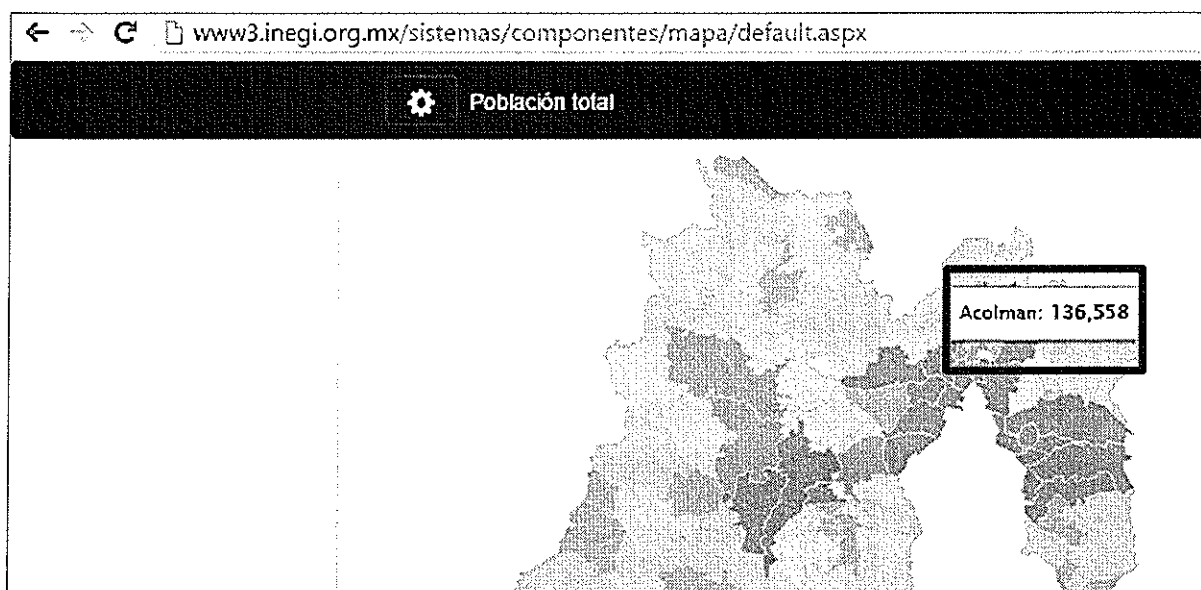 www3.inegi.org.mx/sistemas/componentes/mapa/default.aspx
Población total
Acolman: 136,558